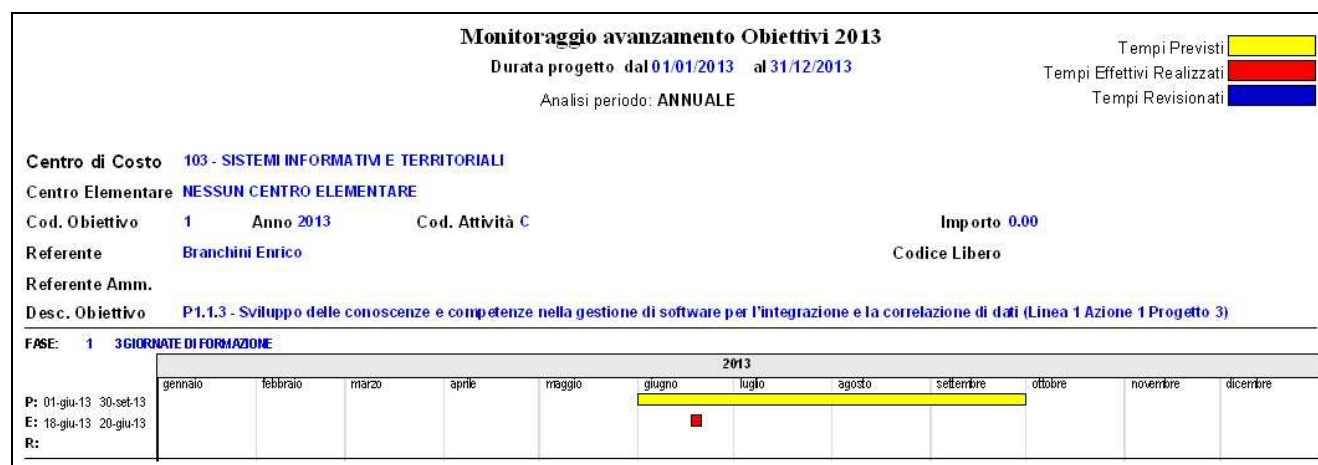 Monitoraggio avanzamento Obiettivi 2013
Durata progetto dal 01/01/2013 al 31/12/2013
Analisi periodo: ANNUALE
Tempi Previsti
Tempi Effettivi Realizzati
Tempi Revisionati
Centro di Costo 103 - SISTEMI INFORMATIVI E TERRITORIALI
Centro Elementare NESSUN CENTRO ELEMENTARE
Cod. Obiettivo 1 Anno 2013 Cod. Attività C Importo 0.00
Referente Branchini Enrico Codice Libero
Referente Amm.
Desc. Obiettivo P1.1.3 - Sviluppo delle conoscenze e competenze nella gestione di software per l'integrazione e la correlazione di dati (Linea 1 Azione 1 Progetto 3)
FASE: 1 3 GIORNATE DI FORMAZIONE
2013
gennaio febbraio marzo aprile maggio giugno luglio agosto settembre ottobre novembre dicembre
P: 01-giu-13 30-set-13
E: 18-giu-13 20-giu-13
R: